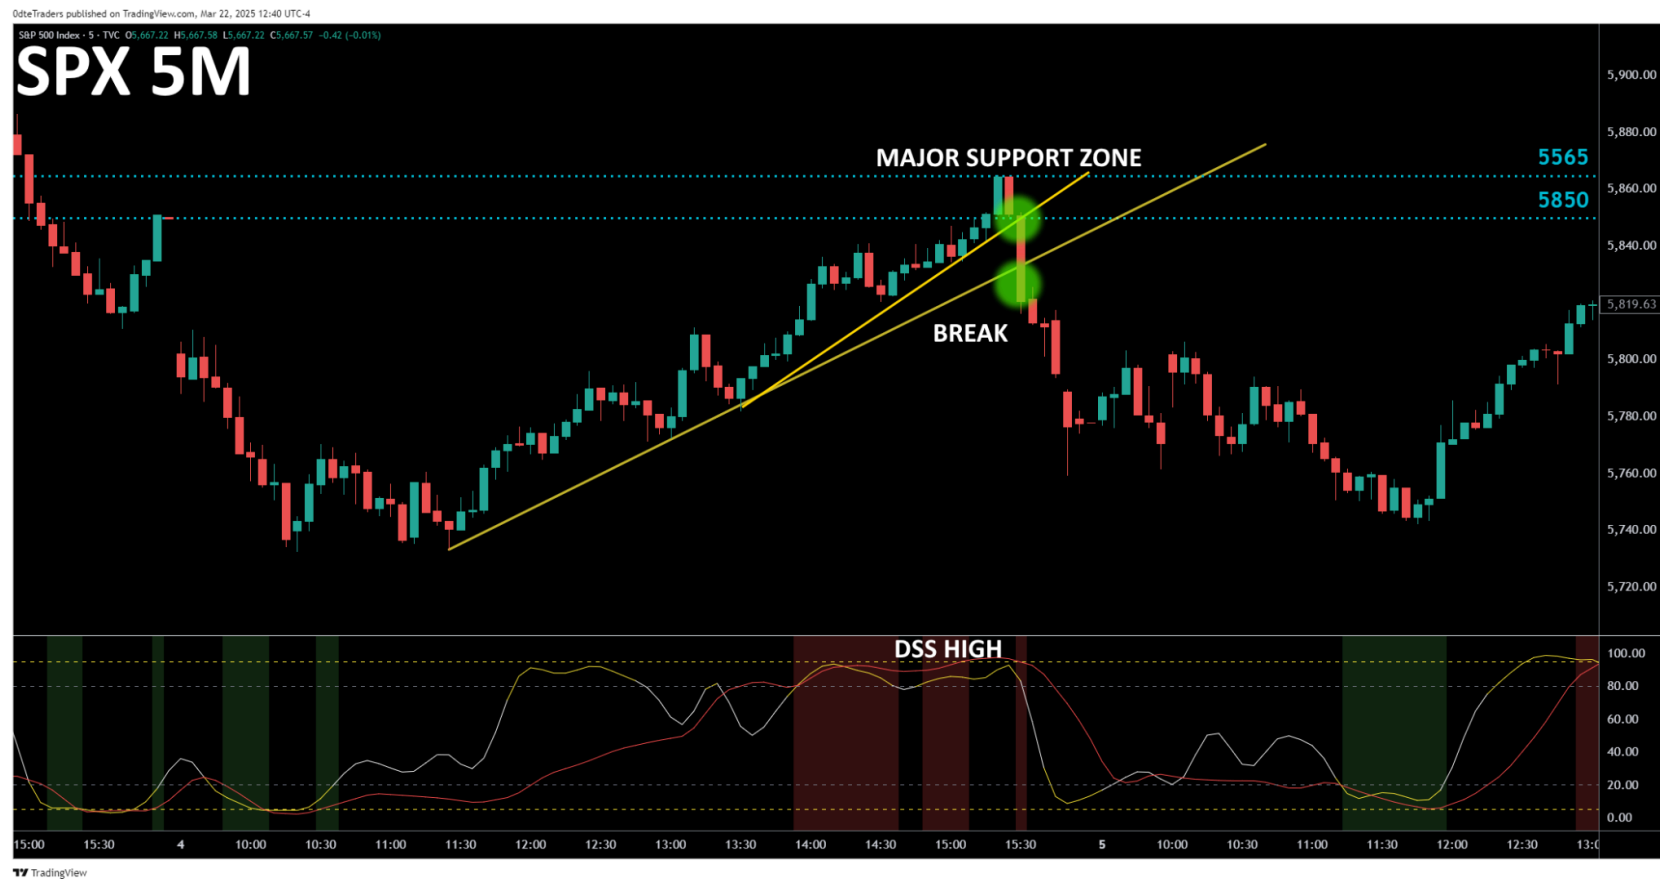 0dteTraders published on TradingView.com, Mar 22, 2025 12:40 UTC-4
S&P 500 Index · 5 · TVC O5,667.22 H5,667.58 L5,667.22 C5,667.57 −0.42 (−0.01%)
SPX 5M
5,900.00
5,880.00
MAJOR SUPPORT ZONE
5565
5,860.00
5850
5,840.00
5,819.63
BREAK
5,800.00
5,780.00
5,760.00
5,740.00
5,720.00
DSS HIGH
100.00
80.00
60.00
40.00
20.00
0.00
15:00 15:30 4 10:00 10:30 11:00 11:30 12:00 12:30 13:00 13:30 14:00 14:30 15:00 15:30 5 10:00 10:30 11:00 11:30 12:00 12:30 13:0
TradingView